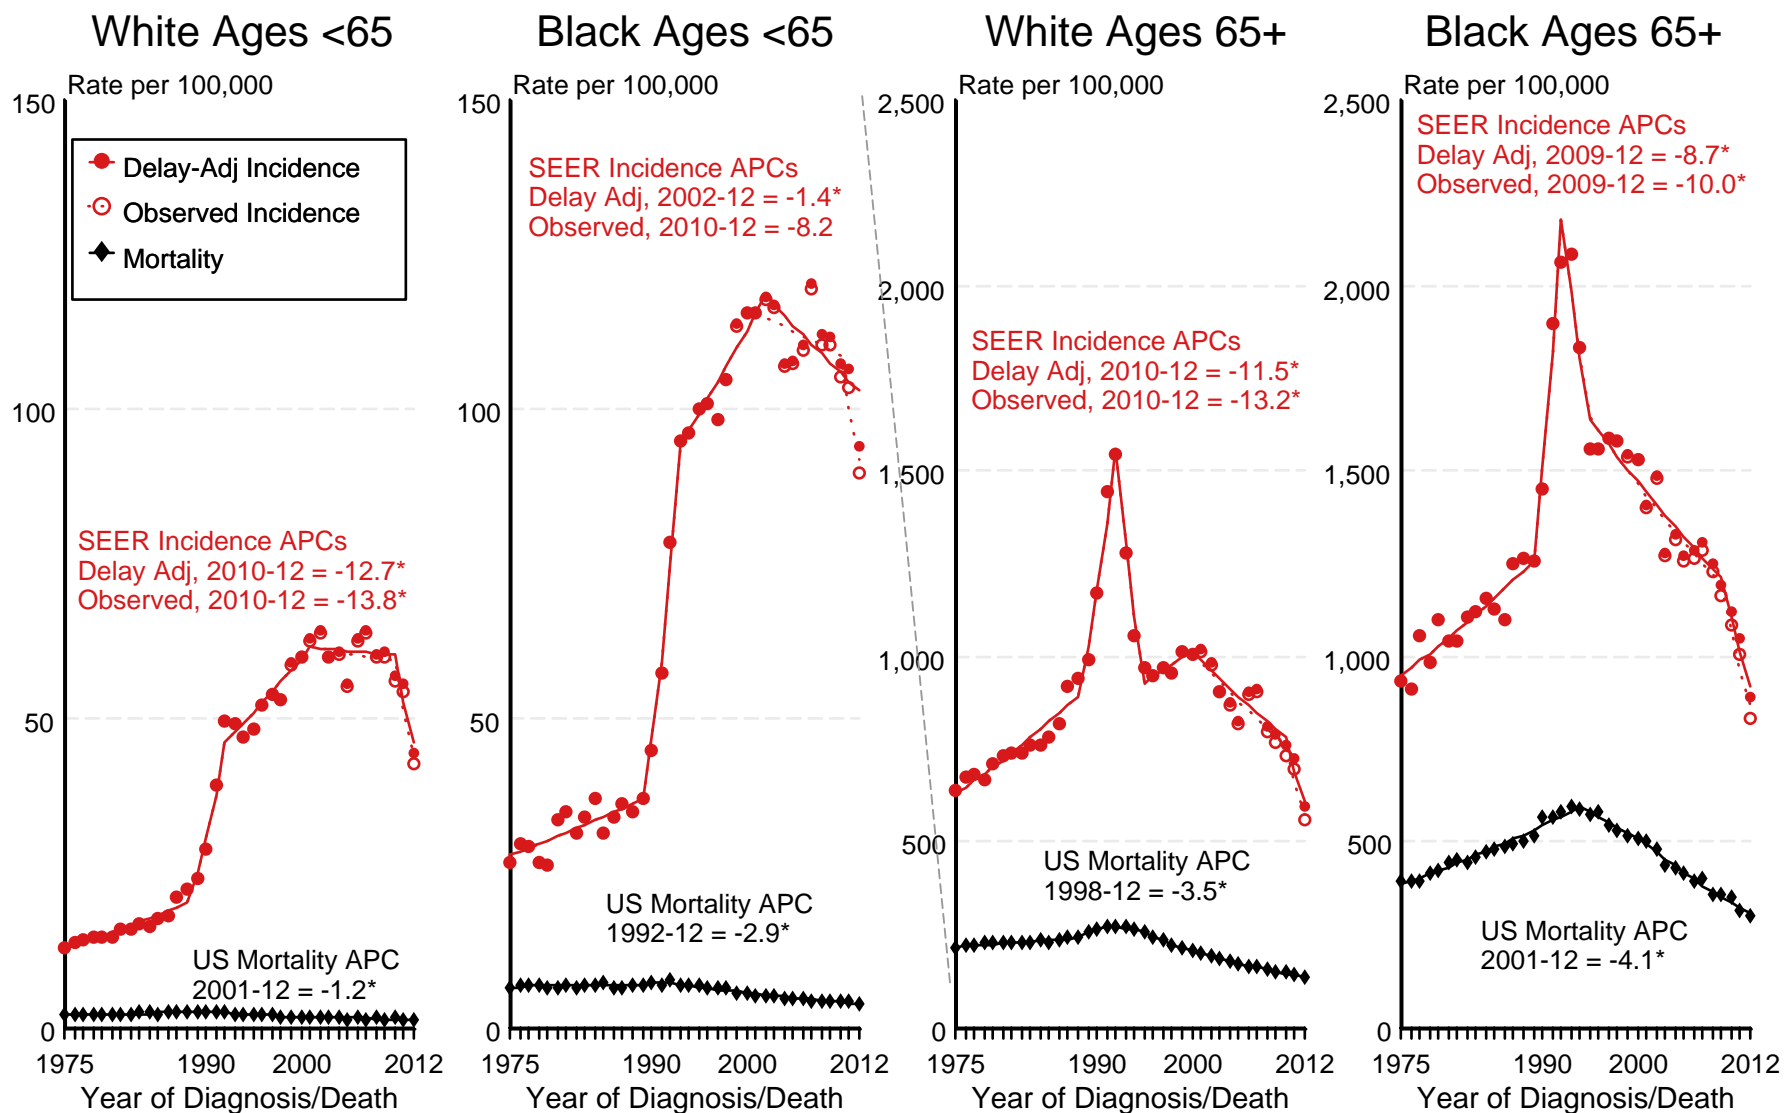 White Ages <65
Rate per 100,000
150
100
50
0
Delay-Adj Incidence
Observed Incidence
Mortality
SEER Incidence APCs
Delay Adj, 2010-12 = -12.7*
Observed, 2010-12 = -13.8*
US Mortality APC
2001-12 = -1.2*
1975 1990 2000 2012
Year of Diagnosis/Death
Black Ages <65
Rate per 100,000
150
100
50
0
SEER Incidence APCs
Delay Adj, 2002-12 = -1.4*
Observed, 2010-12 = -8.2
US Mortality APC
1992-12 = -2.9*
1975 1990 2000 2012
Year of Diagnosis/Death
White Ages 65+
Rate per 100,000
2,500
2,000
1,500
1,000
500
0
SEER Incidence APCs
Delay Adj, 2010-12 = -11.5*
Observed, 2010-12 = -13.2*
US Mortality APC
1998-12 = -3.5*
1975 1990 2000 2012
Year of Diagnosis/Death
Black Ages 65+
Rate per 100,000
2,500
2,000
1,500
1,000
500
0
SEER Incidence APCs
Delay Adj, 2009-12 = -8.7*
Observed, 2009-12 = -10.0*
US Mortality APC
2001-12 = -4.1*
1975 1990 2000 2012
Year of Diagnosis/Death